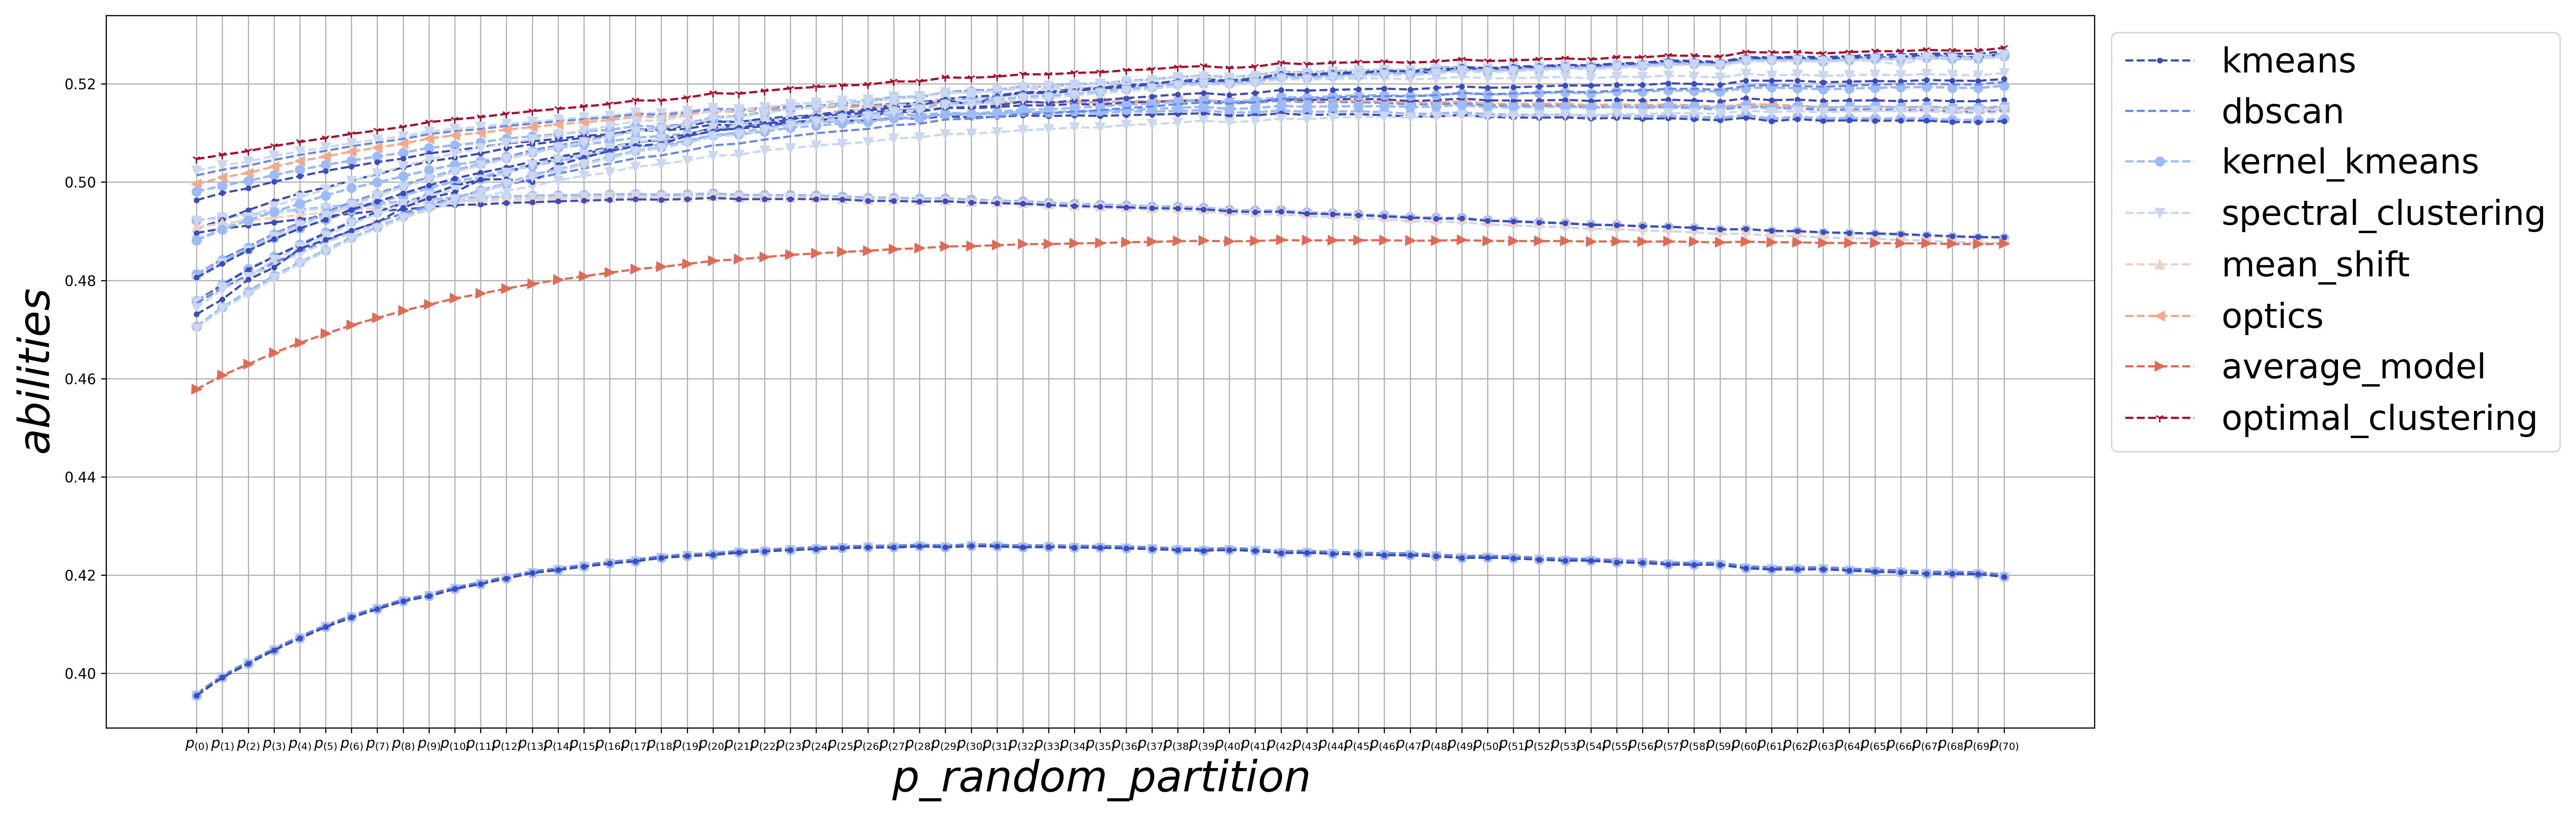 0.52
0.50
0.48
0.46
0.44
0.42
0.40
abilities
p(0) p(1) p(2) p(3) p(4) p(5) p(6) p(7) p(8) p(9) p(10) p(11) p(12) p(13) p(14) p(15) p(16) p(17) p(18) p(19) p(20) p(21) p(22) p(23) p(24) p(25) p(26) p(27) p(28) p(29) p(30) p(31) p(32) p(33) p(34) p(35) p(36) p(37) p(38) p(39) p(40) p(41) p(42) p(43) p(44) p(45) p(46) p(47) p(48) p(49) p(50) p(51) p(52) p(53) p(54) p(55) p(56) p(57) p(58) p(59) p(60) p(61) p(62) p(63) p(64) p(65) p(66) p(67) p(68) p(69) p(70)
p_random_partition
kmeans
dbscan
kernel_kmeans
spectral_clustering
mean_shift
optics
average_model
optimal_clustering